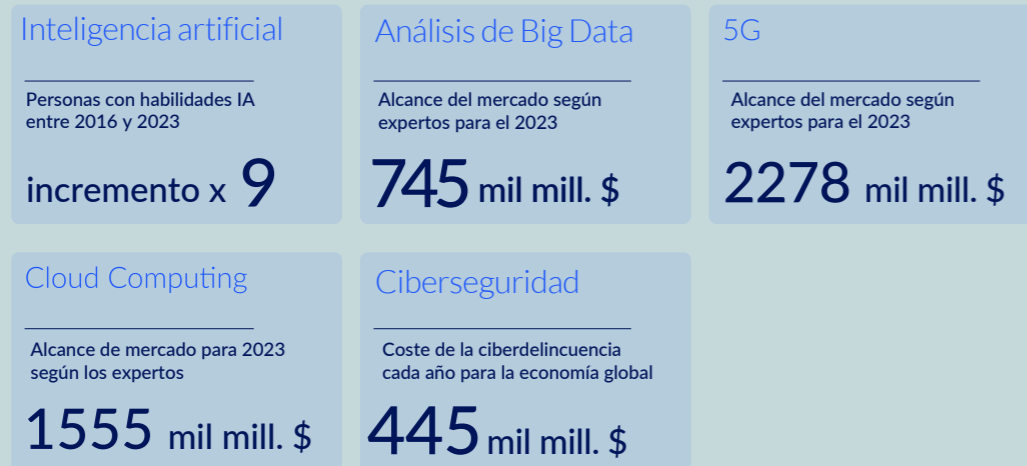 Inteligencia artificial
Personas con habilidades IA
entre 2016 y 2023
incremento x 9
Análisis de Big Data
Alcance del mercado según
expertos para el 2023
745 mil mill. $
5G
Alcance del mercado según
expertos para el 2023
2278 mil mill. $
Cloud Computing
Alcance de mercado para 2023
según los expertos
1555 mil mill. $
Ciberseguridad
Coste de la ciberdelincuencia
cada año para la economía global
445 mil mill. $